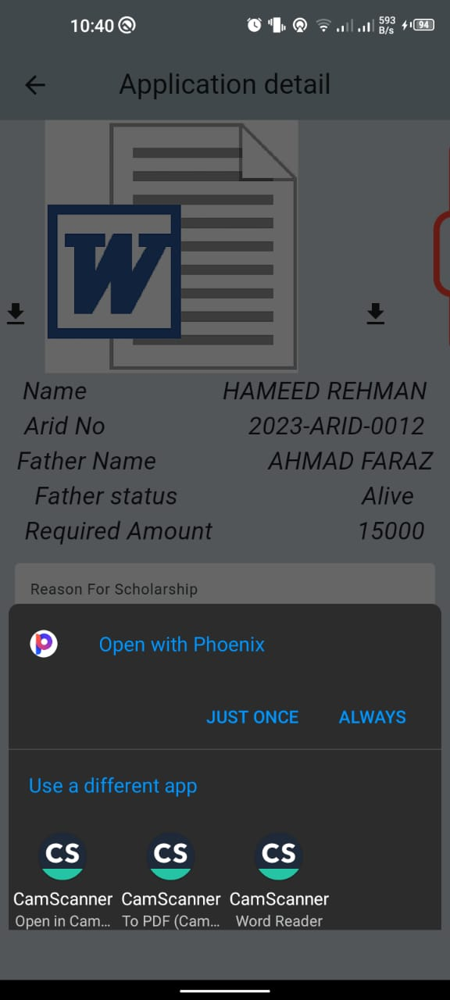 10:40 593 B/s 94
Application detail
W
Name HAMEED REHMAN
Arid No 2023-ARID-0012
Father Name AHMAD FARAZ
Father status Alive
Required Amount 15000
Reason For Scholarship
Open with Phoenix
JUST ONCE ALWAYS
Use a different app
CS CS CS
CamScanner CamScanner CamScanner
Open in Cam... To PDF (Cam... Word Reader